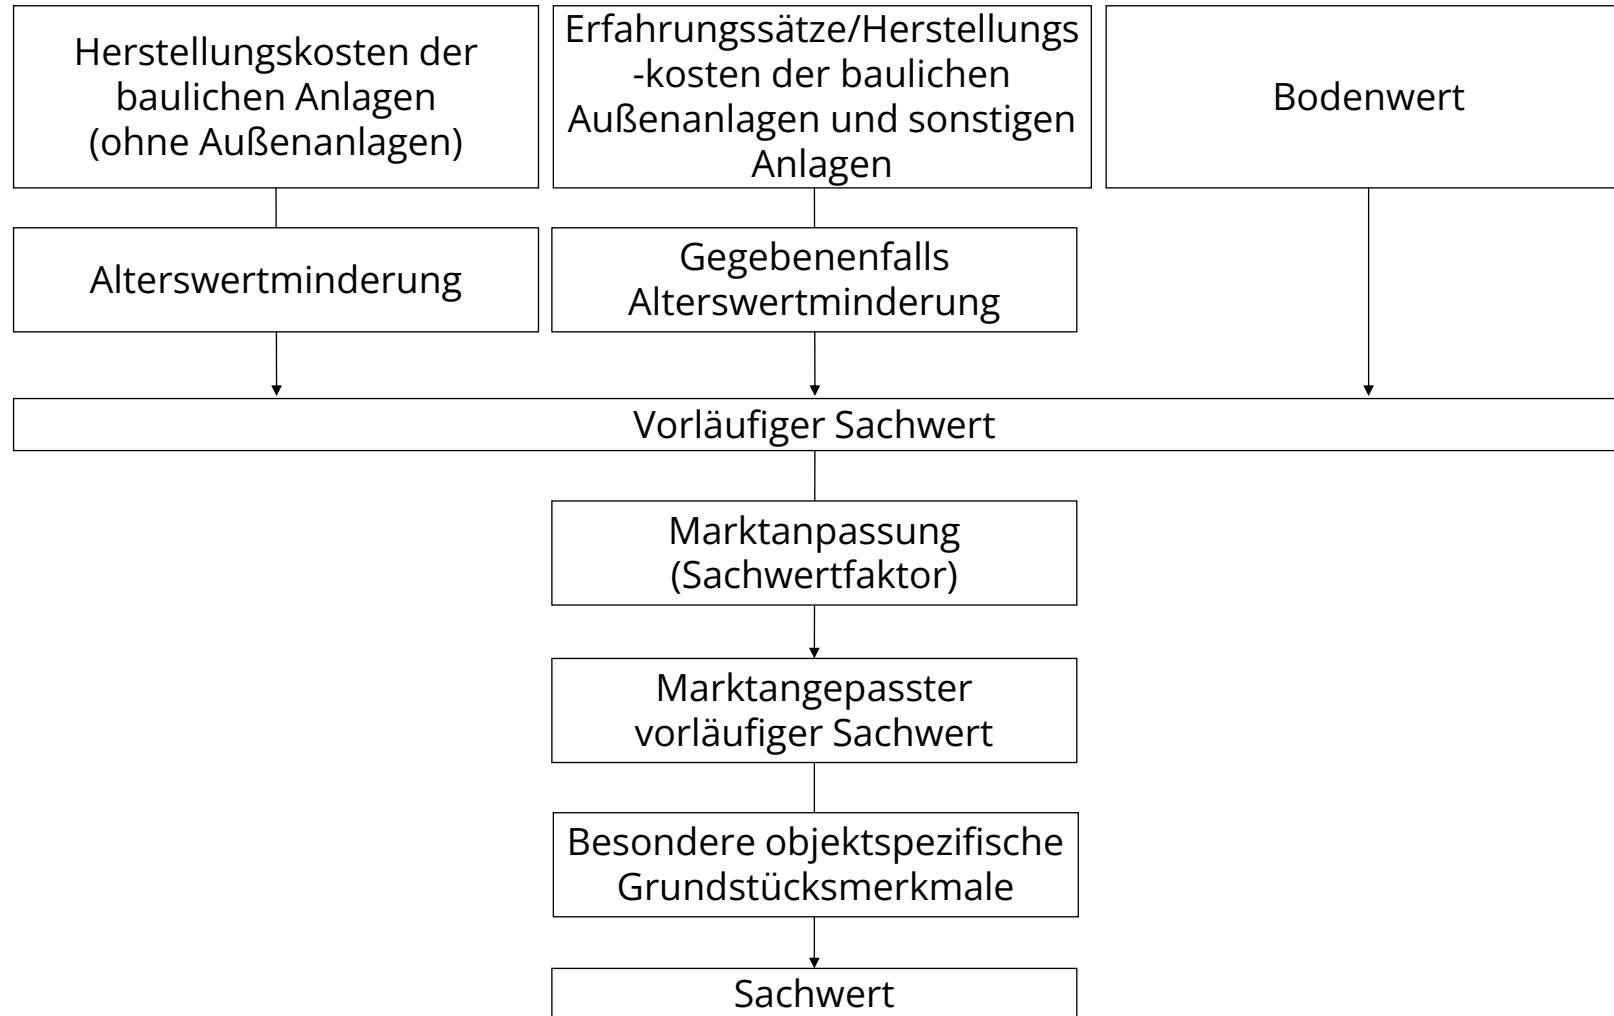 Herstellungskosten der
baulichen Anlagen
(ohne Außenanlagen)
Erfahrungssätze/Herstellungs
-kosten der baulichen
Außenanlagen und sonstigen
Anlagen
Bodenwert
Alterswertminderung
Gegebenenfalls
Alterswertminderung
Vorläufiger Sachwert
Marktanpassung
(Sachwertfaktor)
Marktangepasster
vorläufiger Sachwert
Besondere objektspezifische
Grundstücksmerkmale
Sachwert